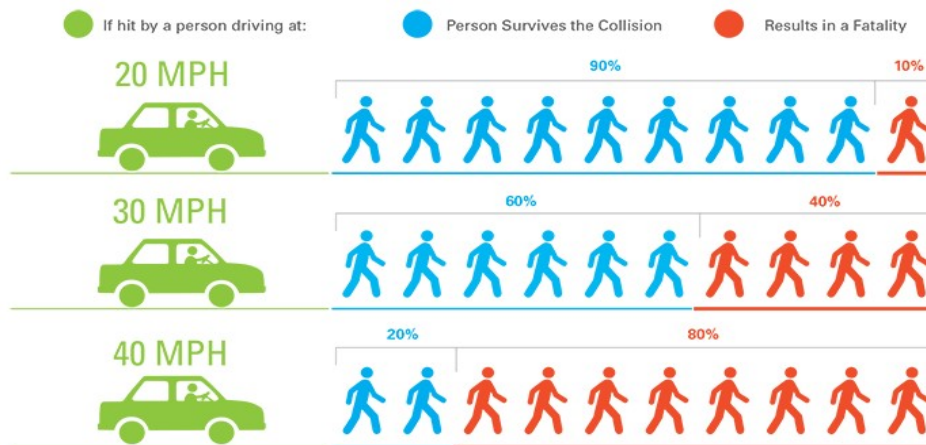 If hit by a person driving at: Person Survives the Collision Results in a Fatality
20 MPH 90% 10%
30 MPH 60% 40%
40 MPH 20% 80%